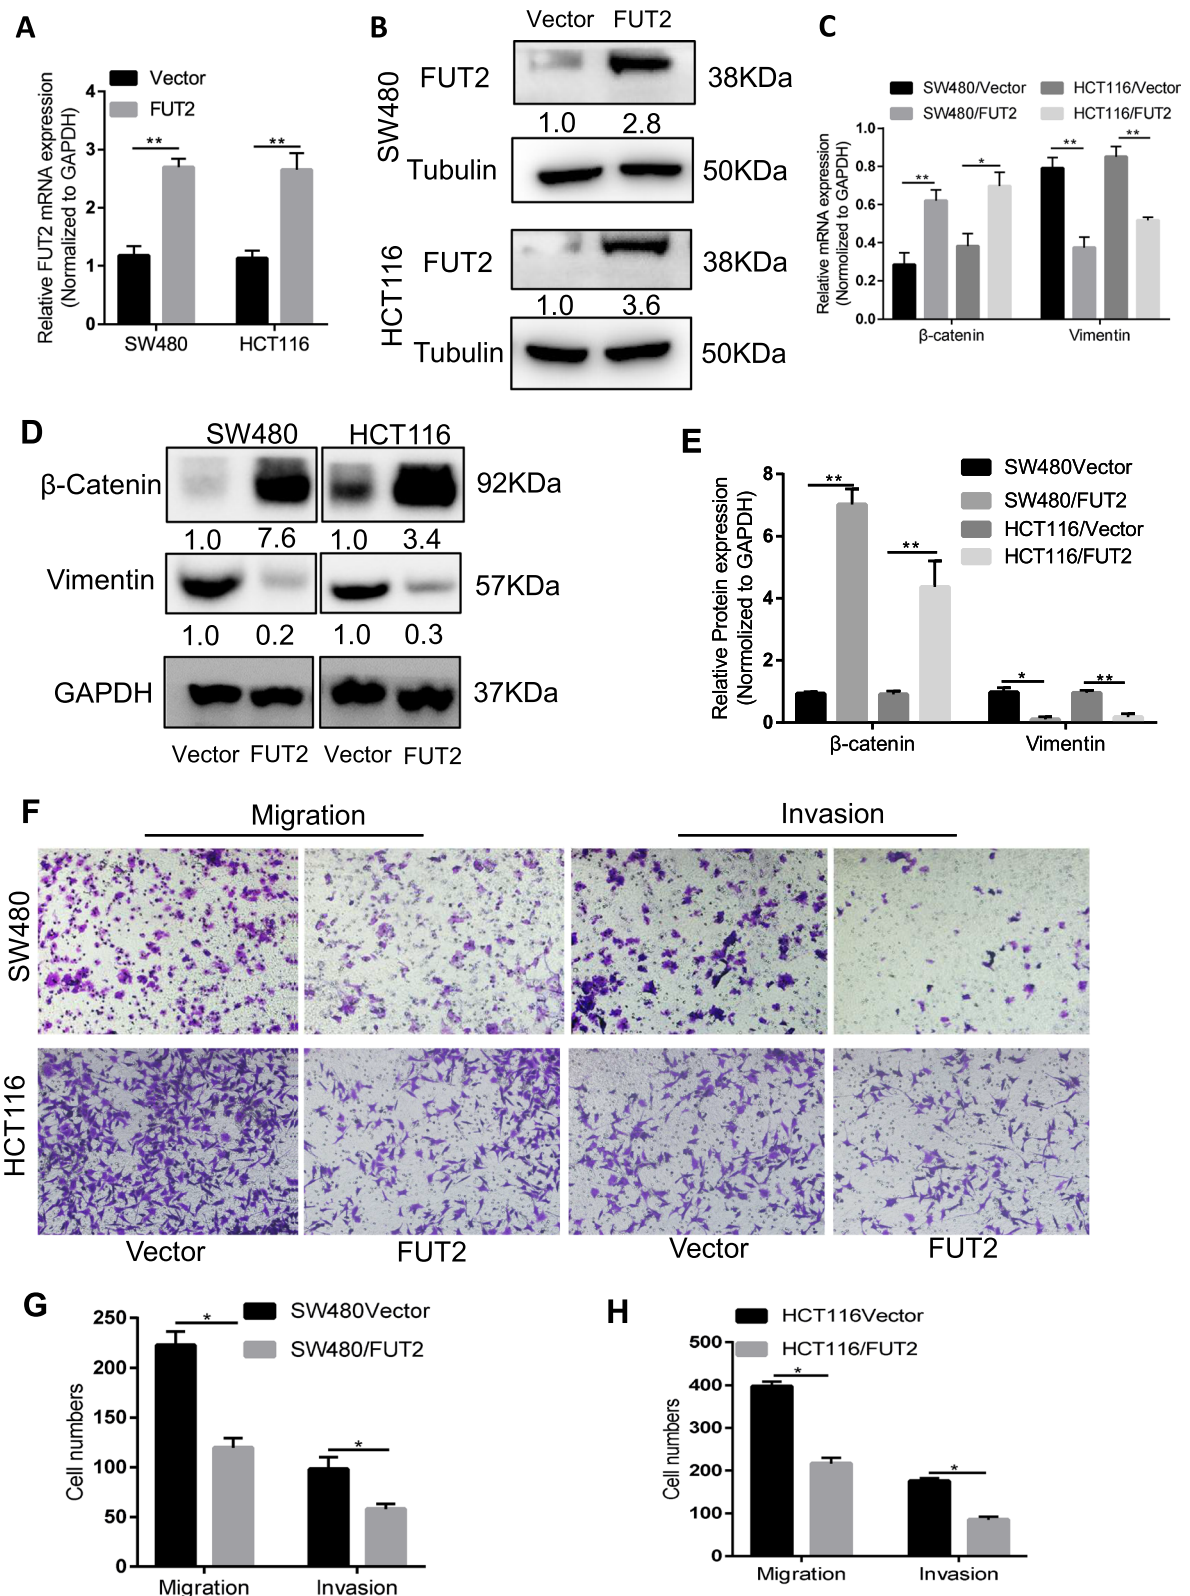 A
Vector
FUT2
Relative FUT2 mRNA expression
(Normalized to GAPDH)
4
3
2
1
0
**
**
SW480
HCT116
B
Vector
FUT2
SW480
FUT2
38KDa
1.0
2.8
Tubulin
50KDa
HCT116
FUT2
38KDa
1.0
3.6
Tubulin
50KDa
C
SW480/Vector
HCT116/Vector
SW480/FUT2
HCT116/FUT2
Relative mRNA expression
(Normolized to GAPDH)
1.0
0.8
0.6
0.4
0.2
0.0
**
*
**
**
β-catenin
Vimentin
D
SW480
HCT116
β-Catenin
92KDa
1.0
7.6
1.0
3.4
Vimentin
57KDa
1.0
0.2
1.0
0.3
GAPDH
37KDa
Vector
FUT2
Vector
FUT2
E
SW480Vector
SW480/FUT2
HCT116/Vector
HCT116/FUT2
Relative Protein expression
(Normolized to GAPDH)
8
6
4
2
0
**
**
*
**
β-catenin
Vimentin
F
Migration
Invasion
SW480
HCT116
Vector
FUT2
Vector
FUT2
G
SW480Vector
SW480/FUT2
Cell numbers
250
200
150
100
50
0
*
*
Migration
Invasion
H
HCT116Vector
HCT116/FUT2
Cell numbers
500
400
300
200
100
0
*
*
Migration
Invasion